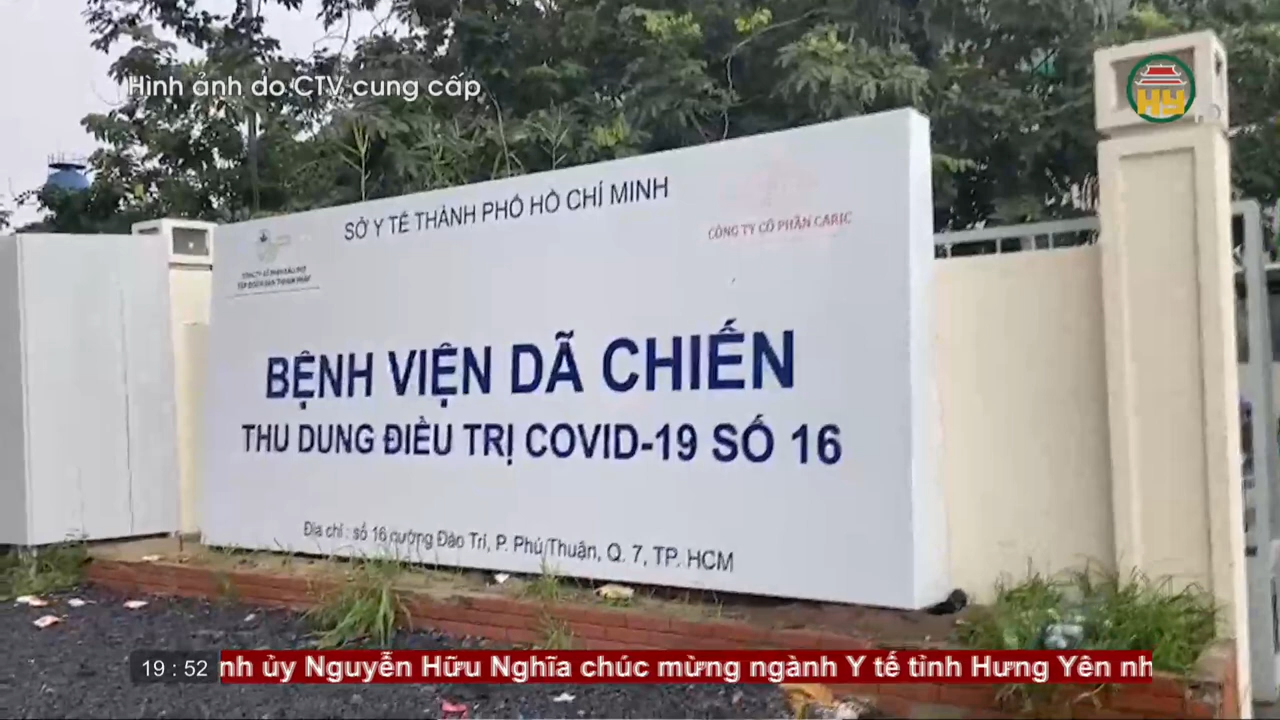 Hình ảnh do CTV cung cấp
HY
SỞ Y TẾ THÀNH PHỐ HỒ CHÍ MINH
CÔNG TY CỔ PHẦN CARIC
BỆNH VIỆN DÃ CHIẾN
THU DUNG ĐIỀU TRỊ COVID-19 SỐ 16
Địa chỉ : số 16 đường Đào Trí, P. Phú Thuận, Q. 7, TP. HCM
19 : 52
nh ủy Nguyễn Hữu Nghĩa chúc mừng ngành Y tế tỉnh Hưng Yên nh